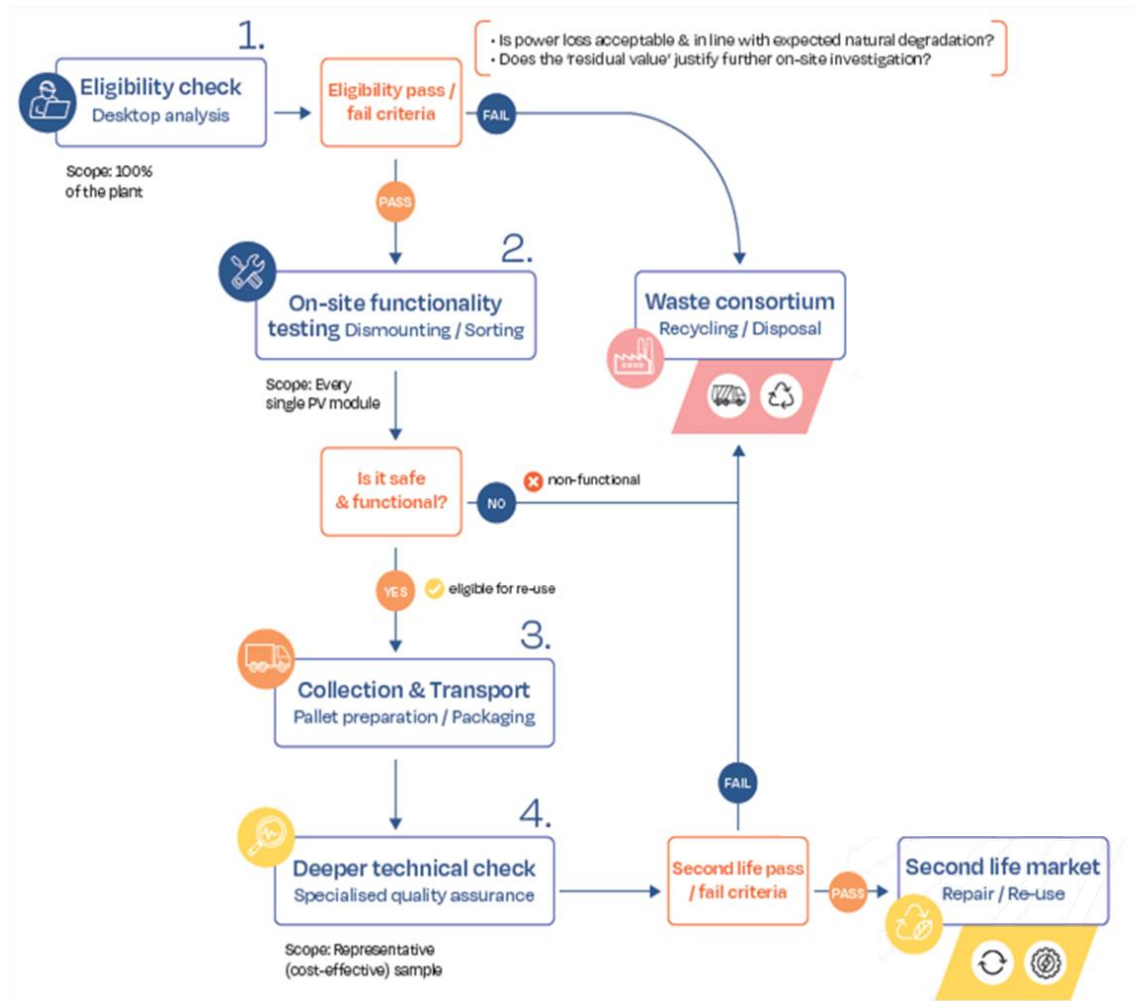 1.
• Is power loss acceptable & in line with expected natural degradation?
• Does the 'residual value' justify further on-site investigation?
Eligibility check
Desktop analysis
Eligibility pass /
fail criteria
FAIL
Scope: 100%
of the plant
PASS
2.
On-site functionality
testing Dismounting / Sorting
Waste consortium
Recycling / Disposal
Scope: Every
single PV module
Is it safe
& functional?
NO
non-functional
YES
eligible for re-use
3.
Collection & Transport
Pallet preparation / Packaging
FAIL
4.
Deeper technical check
Specialised quality assurance
Second life pass
/ fail criteria
PASS
Second life market
Repair / Re-use
Scope: Representative
(cost-effective) sample